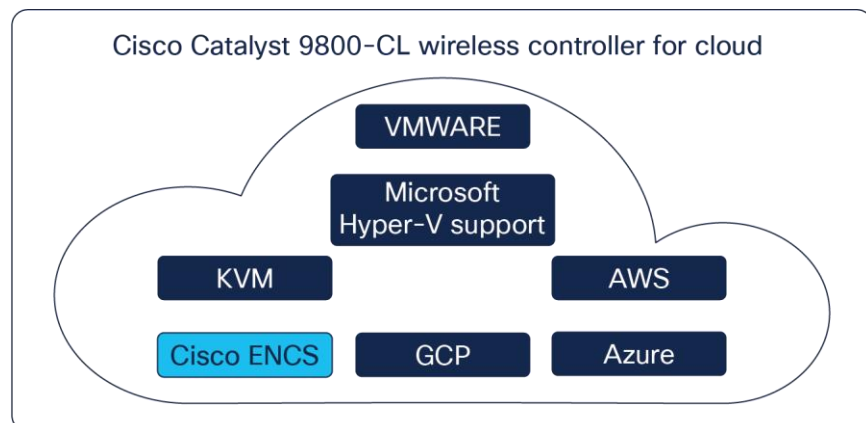 Cisco Catalyst 9800-CL wireless controller for cloud
VMWARE
Microsoft
Hyper-V support
KVM
AWS
Cisco ENCS
GCP
Azure